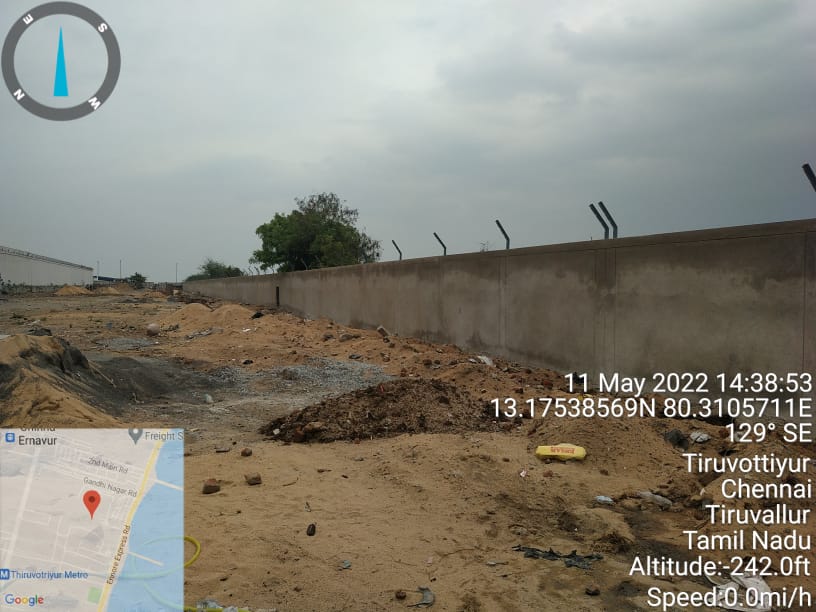 E
S
N
W
11 May 2022 14:38:53
13.17538569N 80.3105711E
129° SE
Tiruvottiyur
Chennai
Tiruvallur
Tamil Nadu
Altitude:-242.0ft
Speed:0.0mi/h
Ernavur
Freight S
2nd Main Rd
Gandhi Nagar Rd
Ennore Express Rd
M Thiruvotriyur Metro
Google